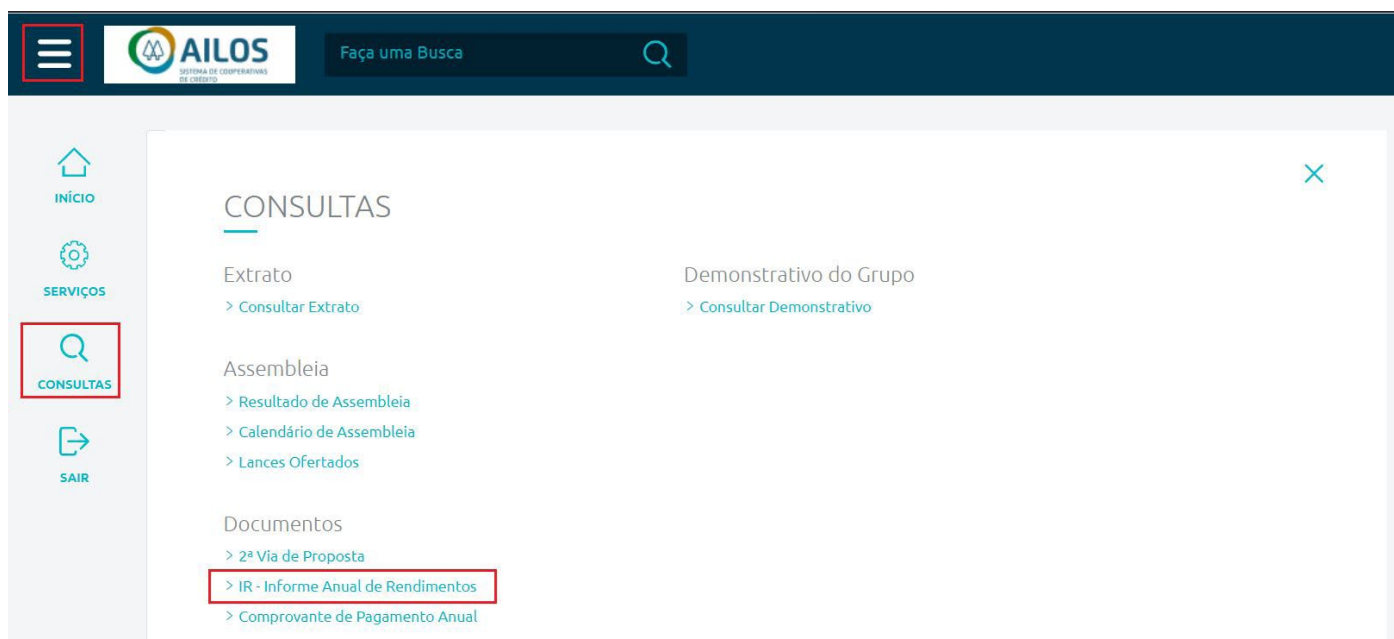 AILOS
SISTEMA DE COOPERATIVAS
DE CRÉDITO
Faça uma Busca
INÍCIO
SERVIÇOS
CONSULTAS
SAIR
CONSULTAS
Extrato
> Consultar Extrato
Demonstrativo do Grupo
> Consultar Demonstrativo
Assembleia
> Resultado de Assembleia
> Calendário de Assembleia
> Lances Ofertados
Documentos
> 2ª Via de Proposta
> IR - Informe Anual de Rendimentos
> Comprovante de Pagamento Anual